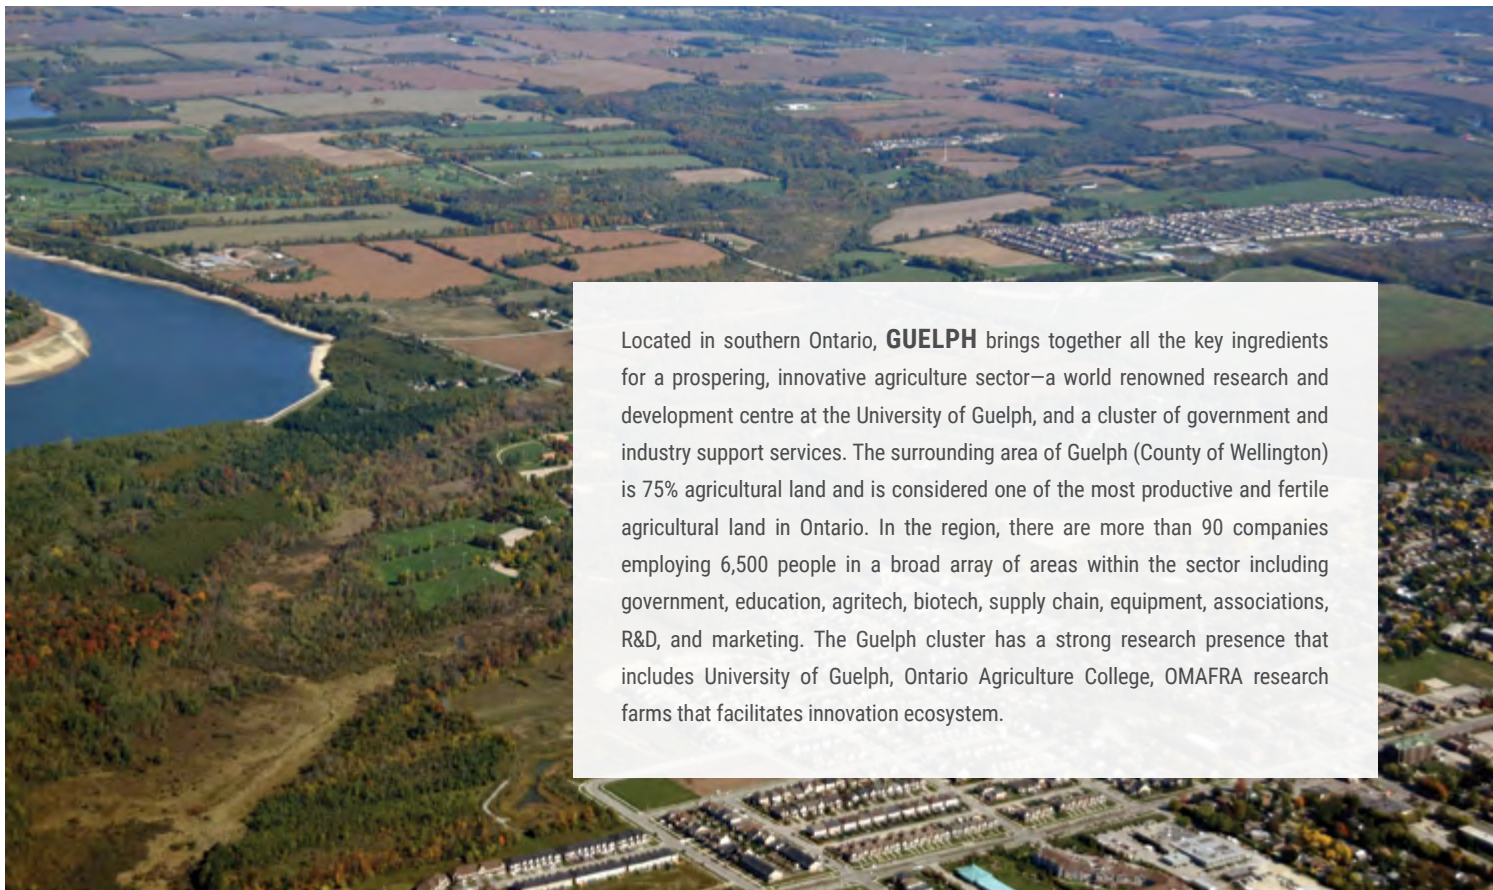 Located in southern Ontario, GUELPH brings together all the key ingredients
for a prospering, innovative agriculture sector—a world renowned research and
development centre at the University of Guelph, and a cluster of government and
industry support services. The surrounding area of Guelph (County of Wellington)
is 75% agricultural land and is considered one of the most productive and fertile
agricultural land in Ontario. In the region, there are more than 90 companies
employing 6,500 people in a broad array of areas within the sector including
government, education, agritech, biotech, supply chain, equipment, associations,
R&D, and marketing. The Guelph cluster has a strong research presence that
includes University of Guelph, Ontario Agriculture College, OMAFRA research
farms that facilitates innovation ecosystem.